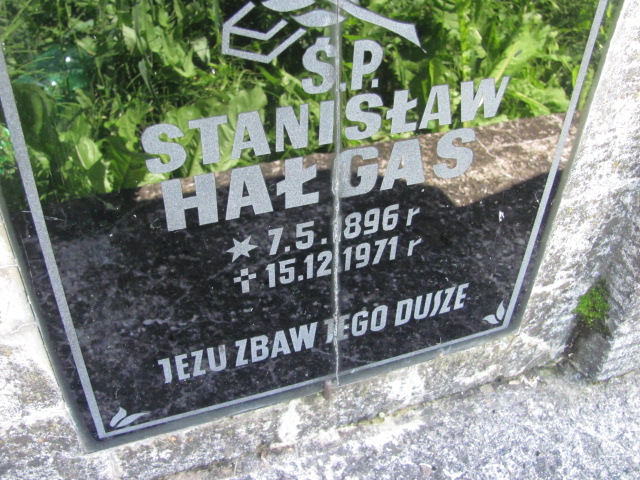 Ś.P.
STANISŁAW
HAŁGAS
* 7.5.1896 r
✝ 15.12.1971 r
JEZU ZBAW JEGO DUSZE